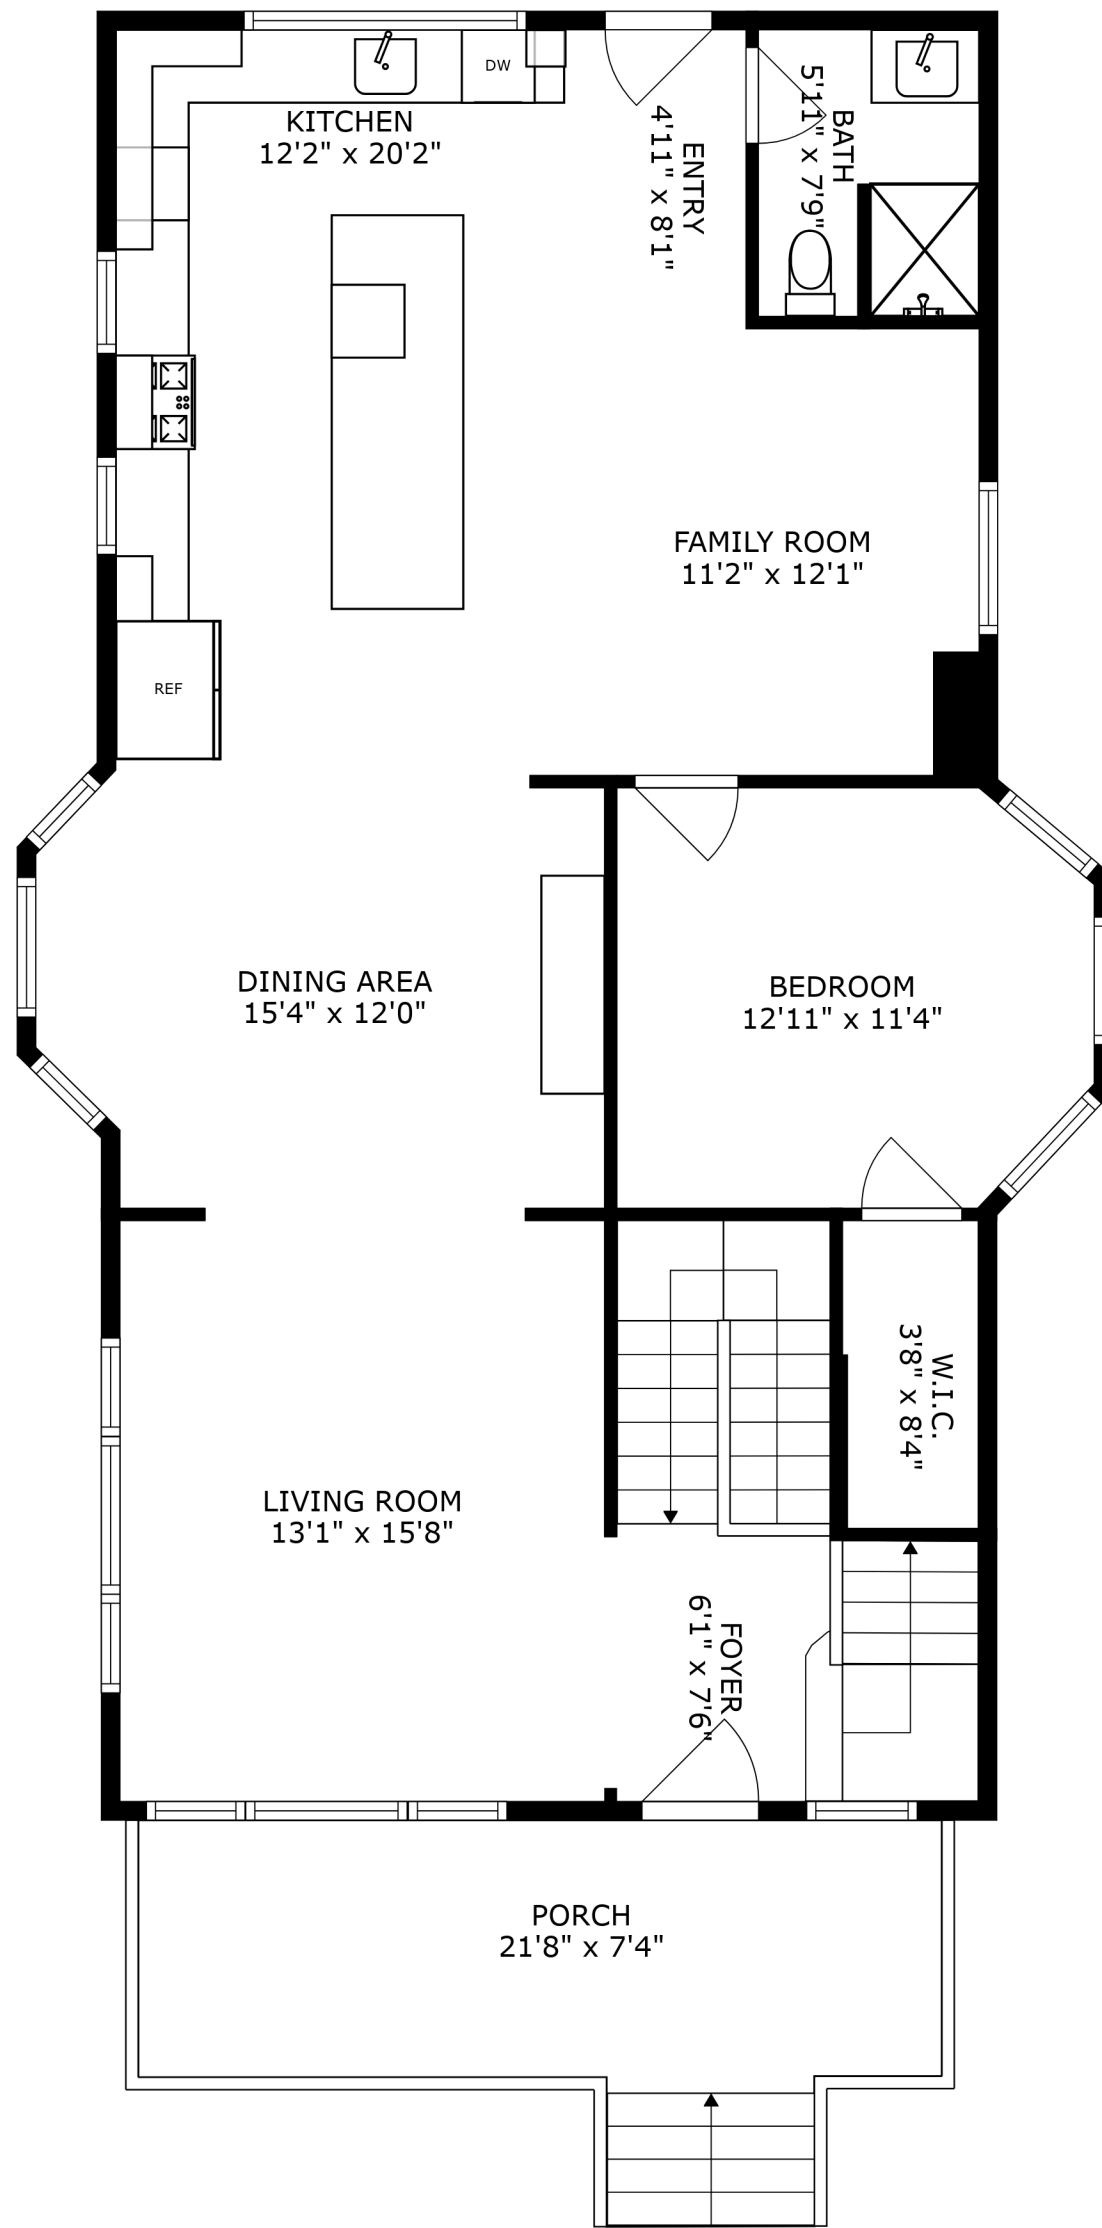 DW
KITCHEN
12'2" x 20'2"
ENTRY
4'11" x 8'1"
BATH
5'11" x 7'9"
FAMILY ROOM
11'2" x 12'1"
REF
DINING AREA
15'4" x 12'0"
BEDROOM
12'11" x 11'4"
W.I.C.
3'8" x 8'4"
LIVING ROOM
13'1" x 15'8"
FOYER
6'1" x 7'6"
PORCH
21'8" x 7'4"